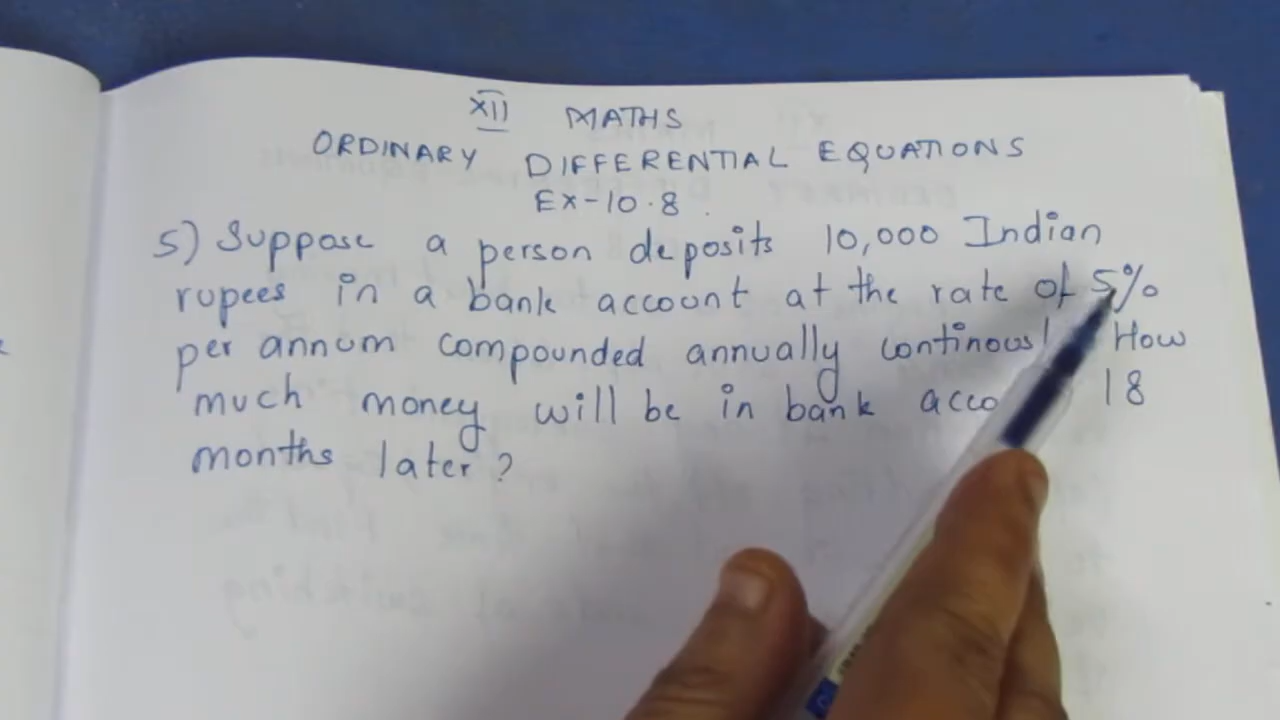 XII MATHS
ORDINARY DIFFERENTIAL EQUATIONS
Ex-10.8
5) Suppose a person deposits 10,000 Indian
rupees in a bank account at the rate of 5%
per annum compounded annually How
much money will be in bank 18
months later?